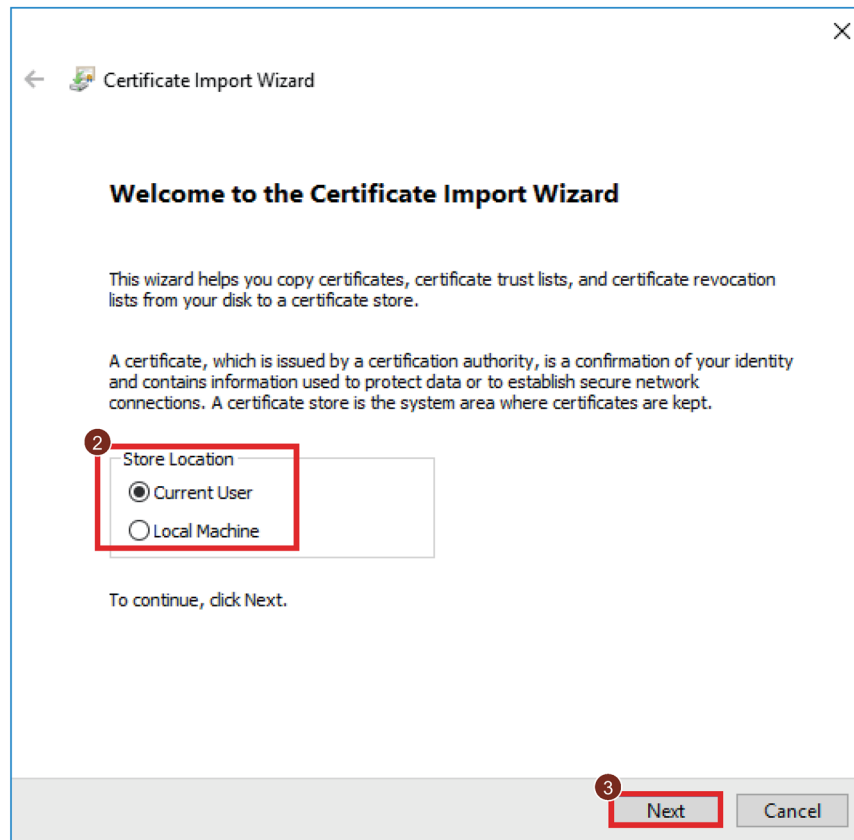 Certificate Import Wizard
Welcome to the Certificate Import Wizard
This wizard helps you copy certificates, certificate trust lists, and certificate revocation
lists from your disk to a certificate store.
A certificate, which is issued by a certification authority, is a confirmation of your identity
and contains information used to protect data or to establish secure network
connections. A certificate store is the system area where certificates are kept.
2
Store Location
Current User
Local Machine
To continue, click Next.
3
Next
Cancel